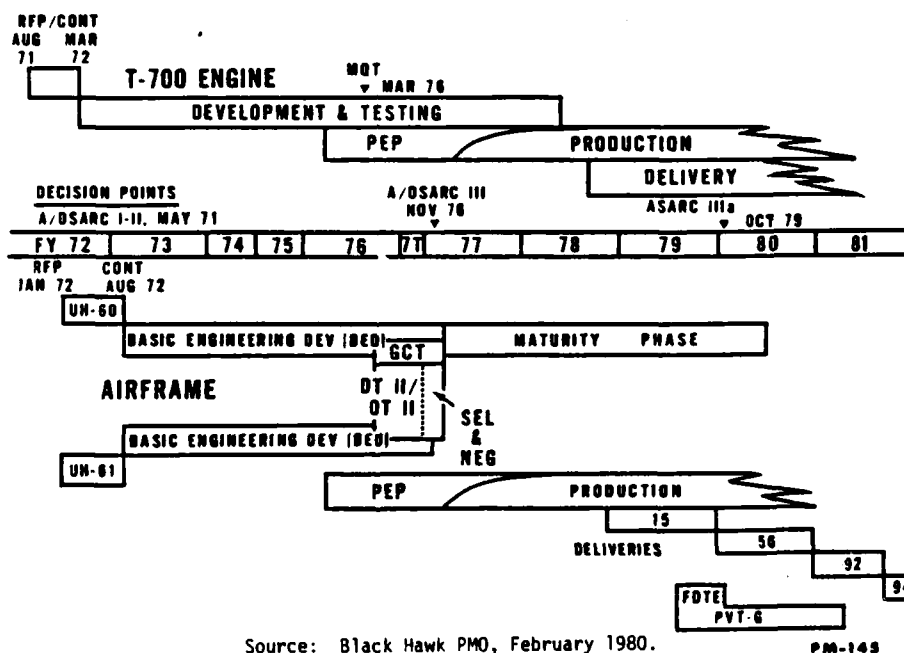 RFP/CONT
AUG MAR
71 72
T-700 ENGINE
MQT
MAR 76
DEVELOPMENT & TESTING
PEP PRODUCTION
DELIVERY
DECISION POINTS
A/DSARC I-II, MAY 71
A/DSARC III
NOV 76
ASARC IIIa
OCT 79
FY 72 73 74 75 76 7T 77 78 79 80 81
RFP CONT
JAN 72 AUG 72
UH-60
BASIC ENGINEERING DEV (BED)
MATURITY PHASE
GCT
AIRFRAME
DT II/
OT II
SEL
&
NEG
BASIC ENGINEERING DEV (BED)
UH-61
PEP PRODUCTION
15
DELIVERIES
56
92
FDTE
PVT-G
Source: Black Hawk PMO, February 1980.
PM-145